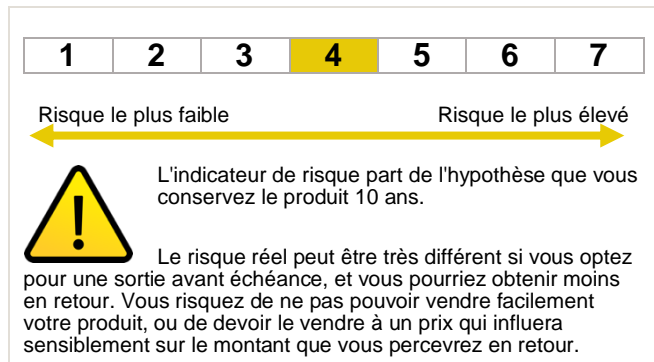 1 2 3 4 5 6 7
Risque le plus faible Risque le plus élevé
L'indicateur de risque part de l'hypothèse que vous
conservez le produit 10 ans.
Le risque réel peut être très différent si vous optez
pour une sortie avant échéance, et vous pourriez obtenir moins
en retour. Vous risquez de ne pas pouvoir vendre facilement
votre produit, ou de devoir le vendre à un prix qui influera
sensiblement sur le montant que vous percevrez en retour.